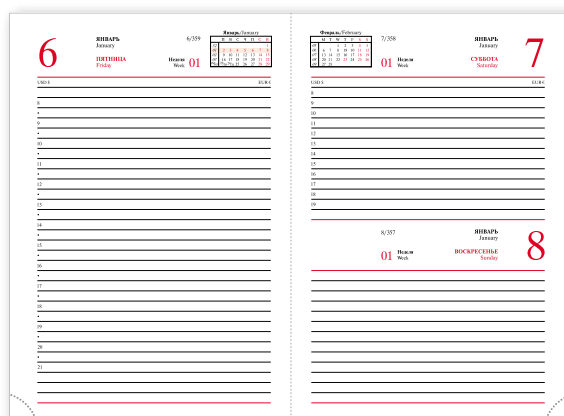 6
ЯНВАРЬ
January
ПЯТНИЦА
Friday
6/359
Неделя
Week
01
Январь/January
USD $ EUR €
8
9
10
11
12
13
14
15
16
17
18
19
20
21
Февраль/February
M T W T F S S
7/358
01
Неделя
Week
ЯНВАРЬ
January
СУББОТА
Saturday
7
USD $ EUR €
8
9
10
11
12
13
14
15
16
17
18
19
8/357
01
Неделя
Week
ЯНВАРЬ
January
ВОСКРЕСЕНЬЕ
Sunday
8